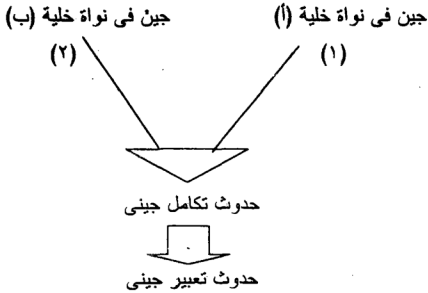 جين فى نواة خلية (أ)
جين فى نواة خلية (ب)
(١)
(٢)
حدوث تكامل جينى
حدوث تعبير جينى